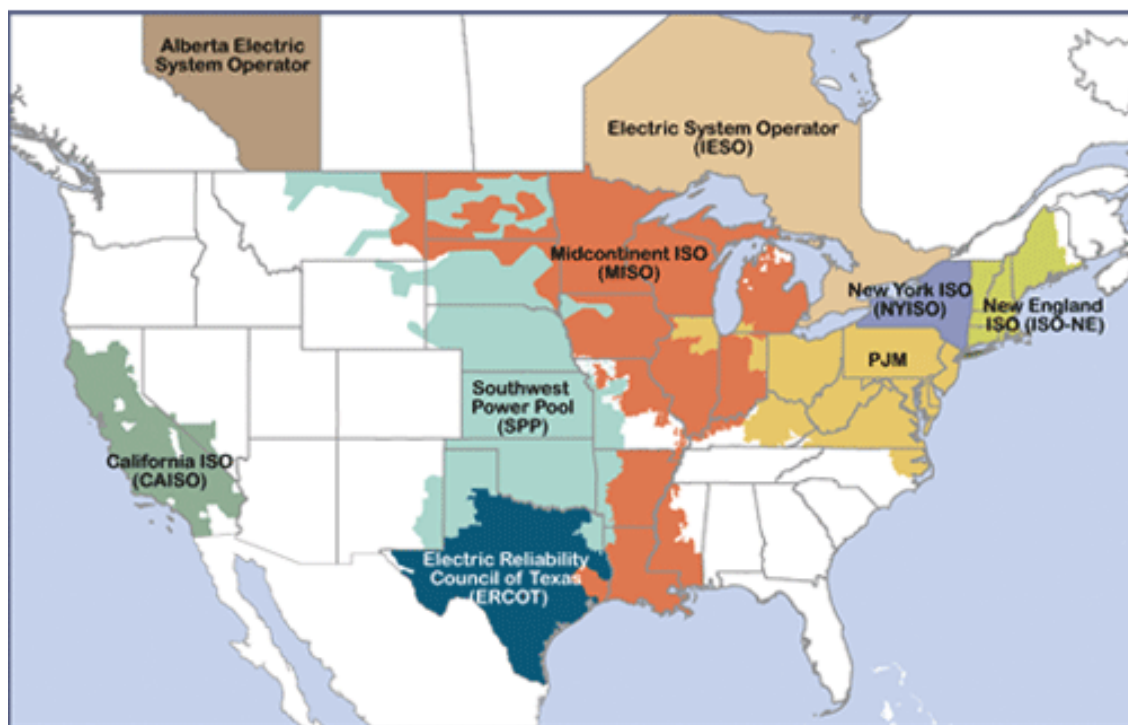 Alberta Electric
System Operator
Electric System Operator
(IESO)
Midcontinent ISO
(MISO)
New York ISO
(NYISO)
New England
ISO (ISO-NE)
PJM
Southwest
Power Pool
(SPP)
California ISO
(CAISO)
Electric Reliability
Council of Texas
(ERCOT)